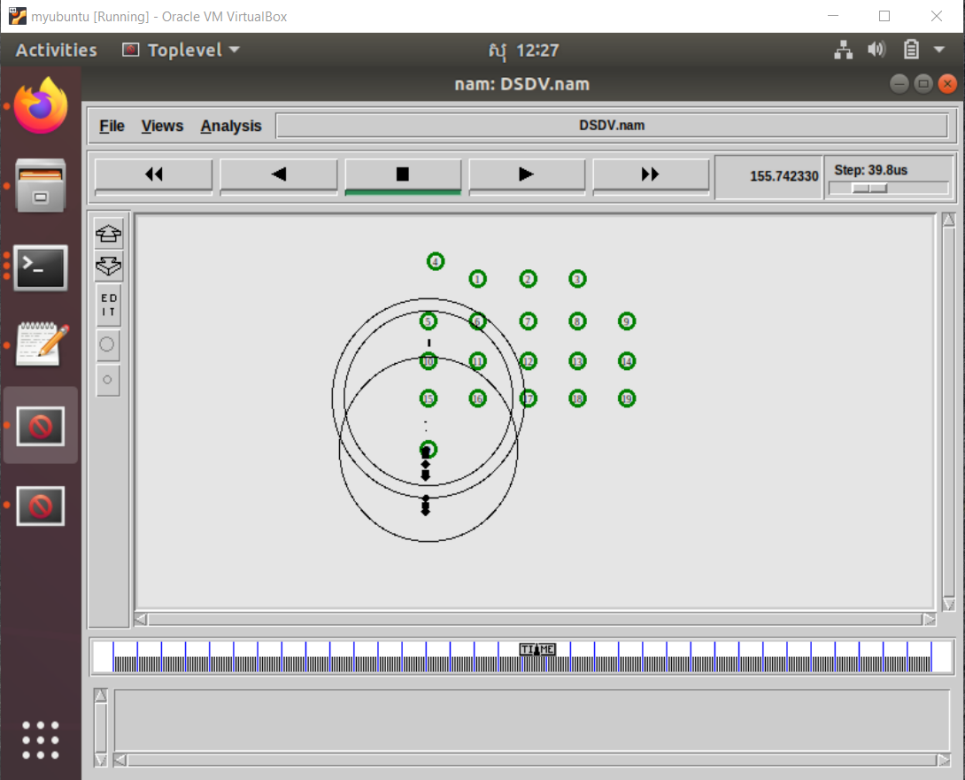 myubuntu [Running] - Oracle VM VirtualBox
Activities Toplevel សុ 12:27
nam: DSDV.nam
File Views Analysis DSDV.nam
155.742330 Step: 39.8us
E D
I T
4
1 2 3
5 6 7 8 9
10 11 12 13 14
15 16 17 18 19
TIME